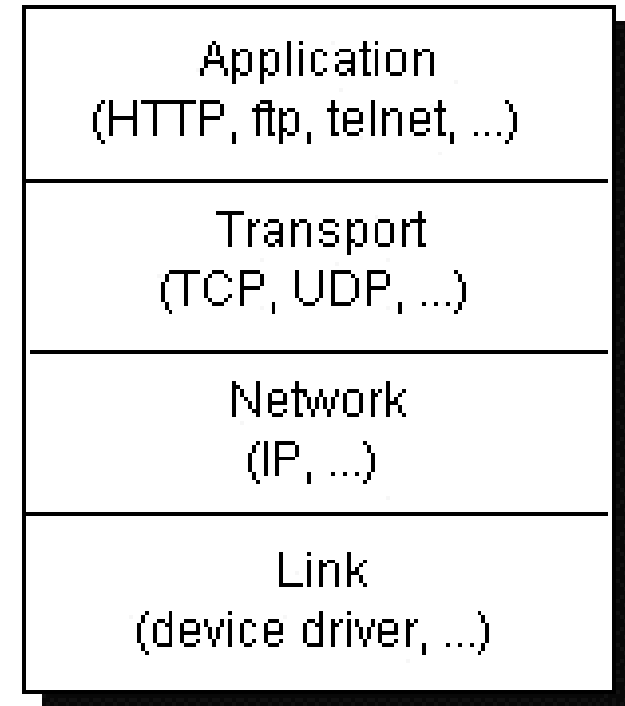 Application
(HTTP, ftp, telnet, ...)
Transport
(TCP, UDP, ...)
Network
(IP, ...)
Link
(device driver, ...)